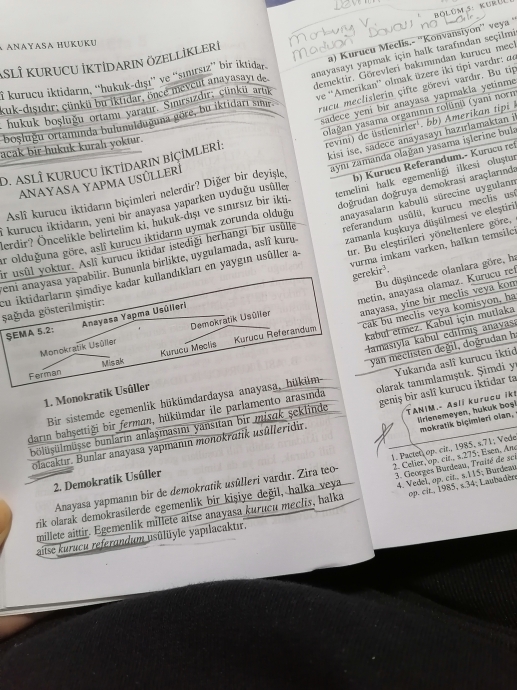 A ANAYASA HUKUKU
ASLÎ KURUCU İKTİDARIN ÖZELLİKLERİ
î kurucu iktidarın, "hukuk-dışı" ve "sınırsız" bir iktidar-
kuk-dışıdır; çünkü bu iktidar, önce mevcut anayasayı de-
hukuk boşluğu ortamı yaratır. Sınırsızdır; çünkü artık
boşluğu ortamında bulunulduguna göre, bu iktidarı sınır-
acak bir hukuk kuralı yoktur.
D. ASLÎ KURUCU İKTİDARIN BİÇİMLERİ:
ANAYASA YAPMA USÛLLERİ
Aslî kurucu iktidarın biçimleri nelerdir? Diğer bir deyişle,
î kurucu iktidarın, yeni bir anayasa yaparken uyduğu usûller
lerdir? Öncelikle belirtelim ki, hukuk-dışı ve sınırsız bir ikti-
ar olduğuna göre, aslî kurucu iktidarın uymak zorunda olduğu
ir usûl yoktur. Aslî kurucu iktidar istediği herhangi bir usûlle
yeni anayasa yapabilir. Bununla birlikte, uygulamada, aslî kuru-
cu iktidarların şimdiye kadar kullandıkları en yaygın usûller a-
şağıda gösterilmiştir:
ŞEMA 5.2: Anayasa Yapma Usûlleri
Monokratik Usûller Demokratik Usûller
Ferman Misak Kurucu Meclis Kurucu Referandum
1. Monokratik Usûller
Bir sistemde egemenlik hükümdardaysa anayasa, hüküm-
darın bahşettiği bir ferman, hükümdar ile parlamento arasında
bölüşülmüşse bunların anlaşmasını yansıtan bir misak şeklinde
olacaktır. Bunlar anayasa yapmanın monokratik usûlleridir.
2. Demokratik Usûller
Anayasa yapmanın bir de demokratik usûlleri vardır. Zira teo-
rik olarak demokrasilerde egemenlik bir kişiye değil, halka veya
millete aittir. Egemenlik millete aitse anayasa kurucu meclis, halka
aitse kurucu referandum usûlüyle yapılacaktır.
BÖLÜM 5: KURUCU
a) Kurucu Meclis.- "Konvansiyon" veya "
anayasayı yapmak için halk tarafından seçilmiş
demektir. Görevleri bakımından kurucu mecl
ve "Amerikan" olmak üzere iki tipi vardır: aa
rucu meclislerin çifte görevi vardır. Bu tip
sadece yeni bir anayasa yapmakla yetinme
olağan yasama organının rolünü (yani norm
revini) de üstlenirler. bb) Amerikan tipi k
kisi ise, sadece anayasayı hazırlamaktan i
aynı zamanda olağan yasama işlerine bula
b) Kurucu Referandum.- Kurucu ref
temelini halk egemenliği ilkesi oluştur
doğrudan doğruya demokrasi araçlarından
anayasaların kabulü sürecine uygulanı
referandum usûlü, kurucu meclis us
zamanla kuşkuya düşülmesi ve eleştiril
tır. Bu eleştirileri yöneltenlere göre,
vurma imkanı varken, halkın temsilci
gerekir³.
Bu düşüncede olanlara göre, ha
metin, anayasa olamaz. Kurucu ref
anayasa, yine bir meclis veya kom
cak bu meclis veya komisyon, ha
kabul etmez. Kabul için mutlaka
lamasıyla kabul edilmiş anayasa
yan meclisten değil, doğrudan ha
Yukarıda aslî kurucu iktid
olarak tanımlamıştık. Şimdi y
geniş bir aslî kurucu iktidar ta
TANIM.- Aslî kurucu ikt
lirlenemeyen, hukuk boşl
mokratik biçimleri olan,
1. Pactet, op. cit., 1985, s.71; Vede
2. Celier, op. cit., s.275; Esen, Ana
3. Georges Burdeau, Traité de sci
4. Vedel, op. cit., s.115; Burdeau
op. cit., 1985, s.34; Laubadère